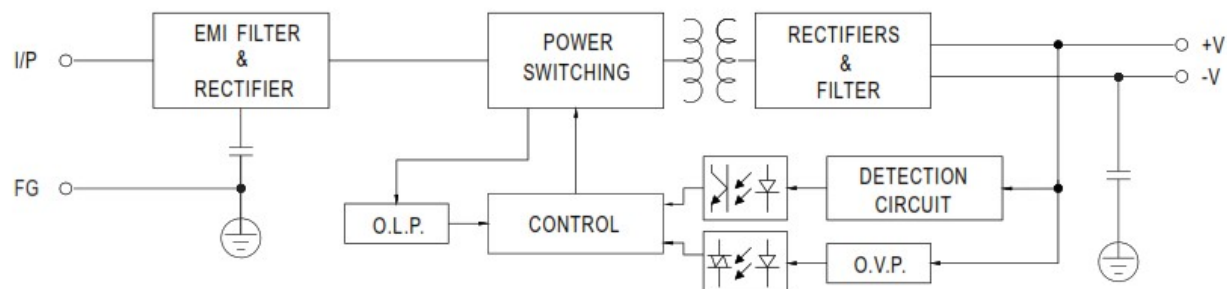 I/P
EMI FILTER
&
RECTIFIER
POWER
SWITCHING
RECTIFIERS
&
FILTER
+V
-V
FG
O.L.P.
CONTROL
DETECTION
CIRCUIT
O.V.P.